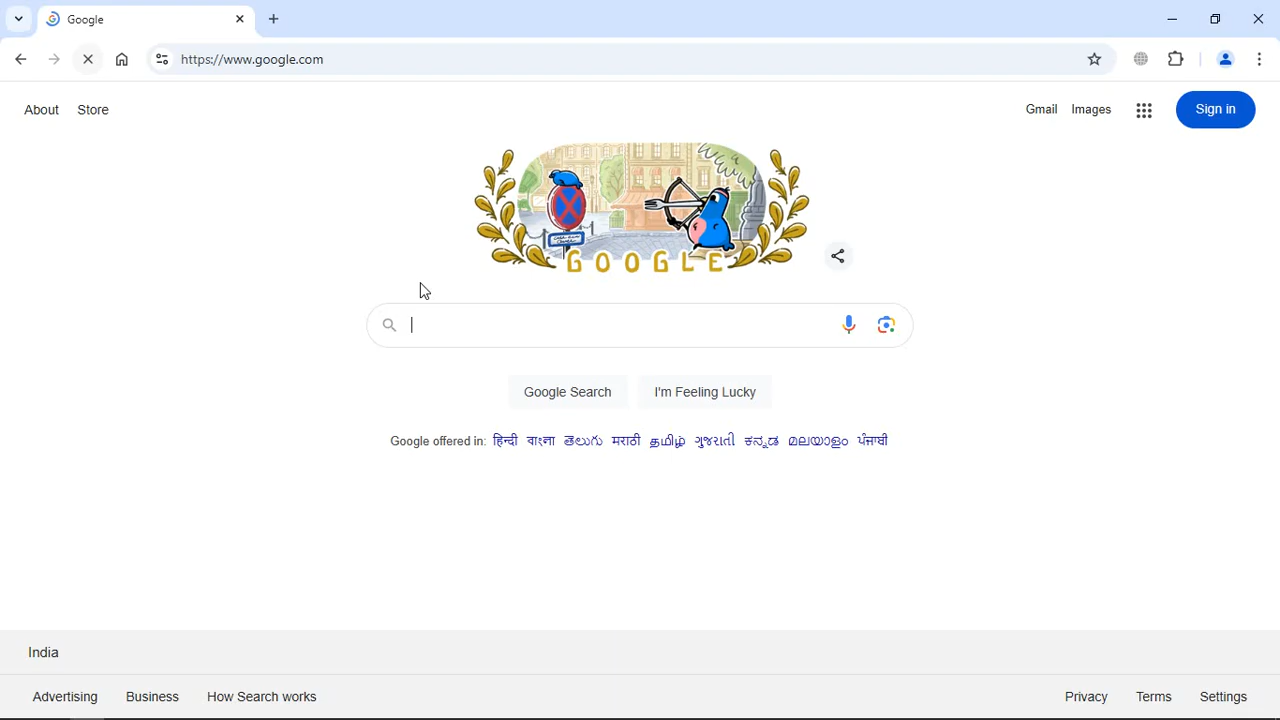 Google
https://www.google.com
About Store Gmail Images Sign in
GOOGLE
Google Search I'm Feeling Lucky
Google offered in: हिन्दी বাংলা తెలుగు मराठी தமிழ் ગુજરાતી ಕನ್ನಡ മലയാളം ਪੰਜਾਬੀ
India
Advertising Business How Search works Privacy Terms Settings